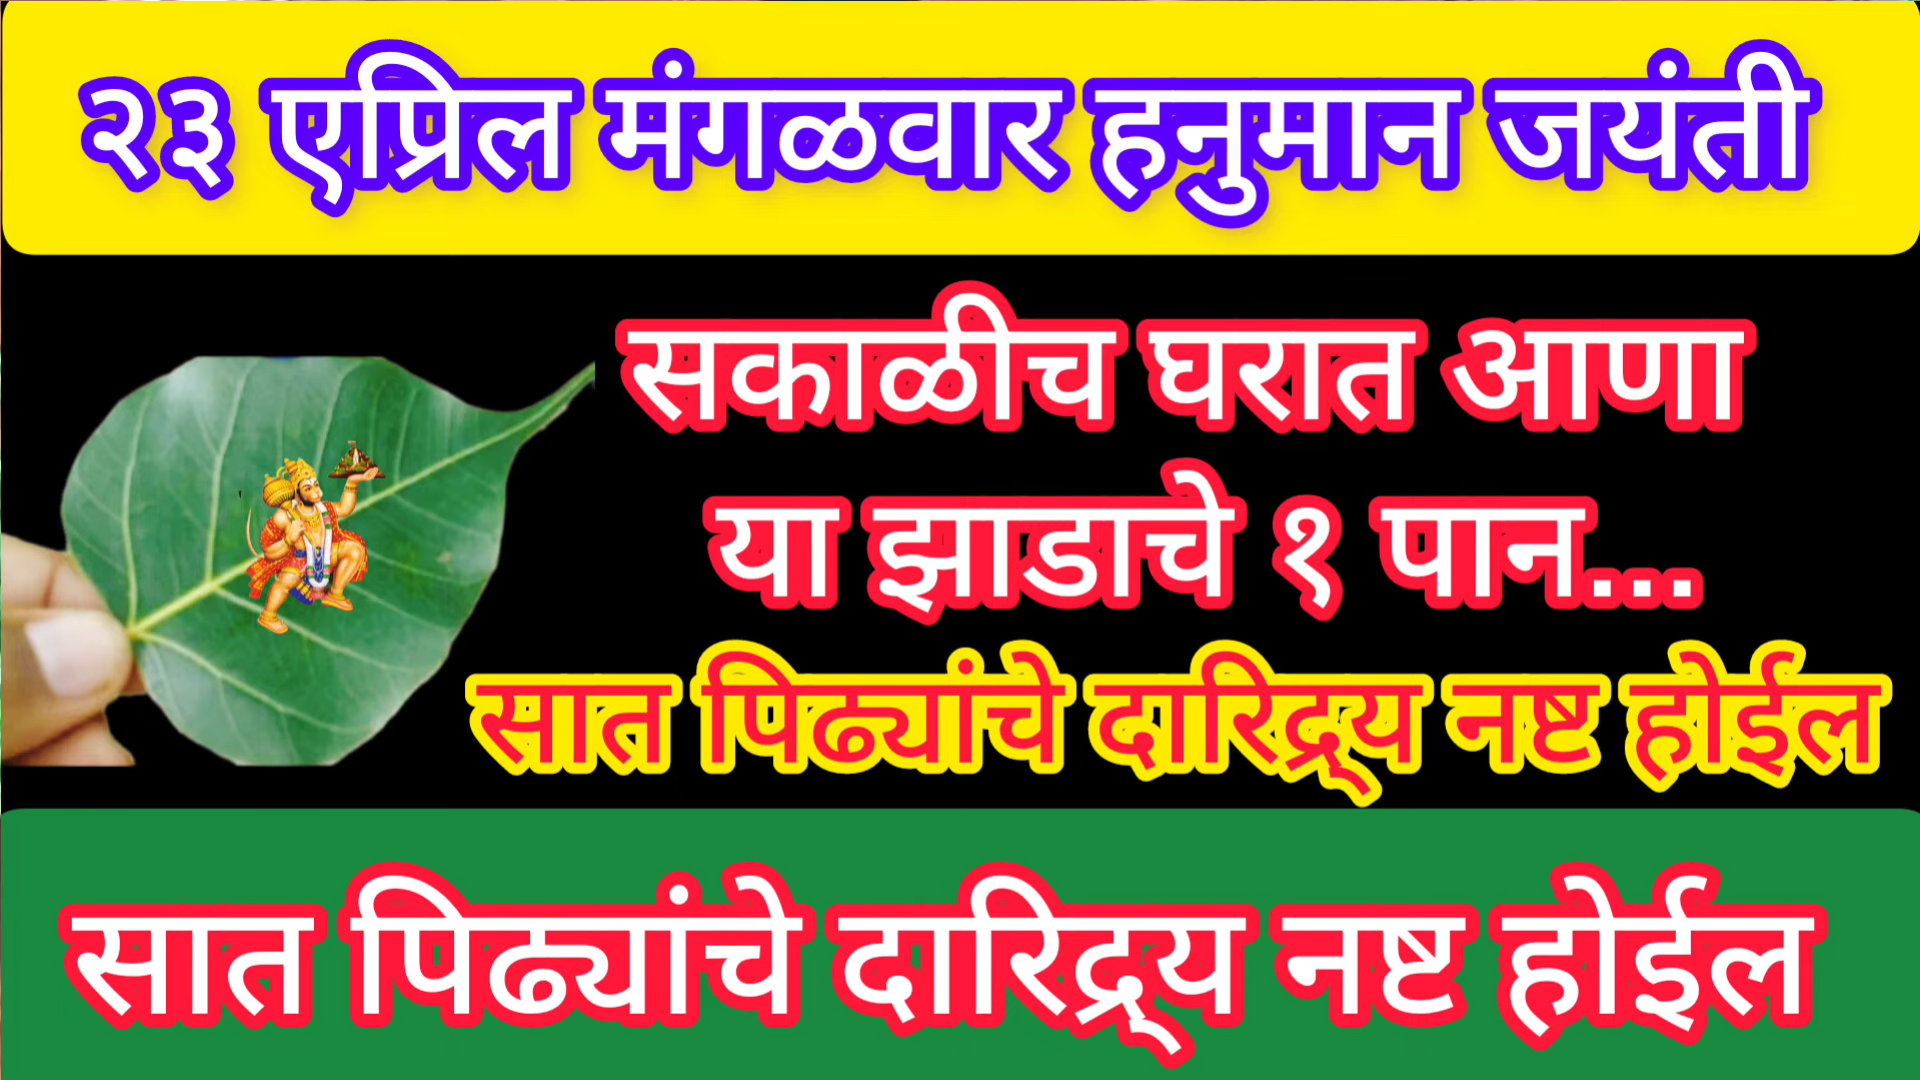 २३ एप्रिल मंगळवार हनुमान जयंती
सकाळीच घरात आणा
या झाडाचे १ पान...
सात पिढ्यांचे दारिद्र्य नष्ट होईल
सात पिढ्यांचे दारिद्र्य नष्ट होईल